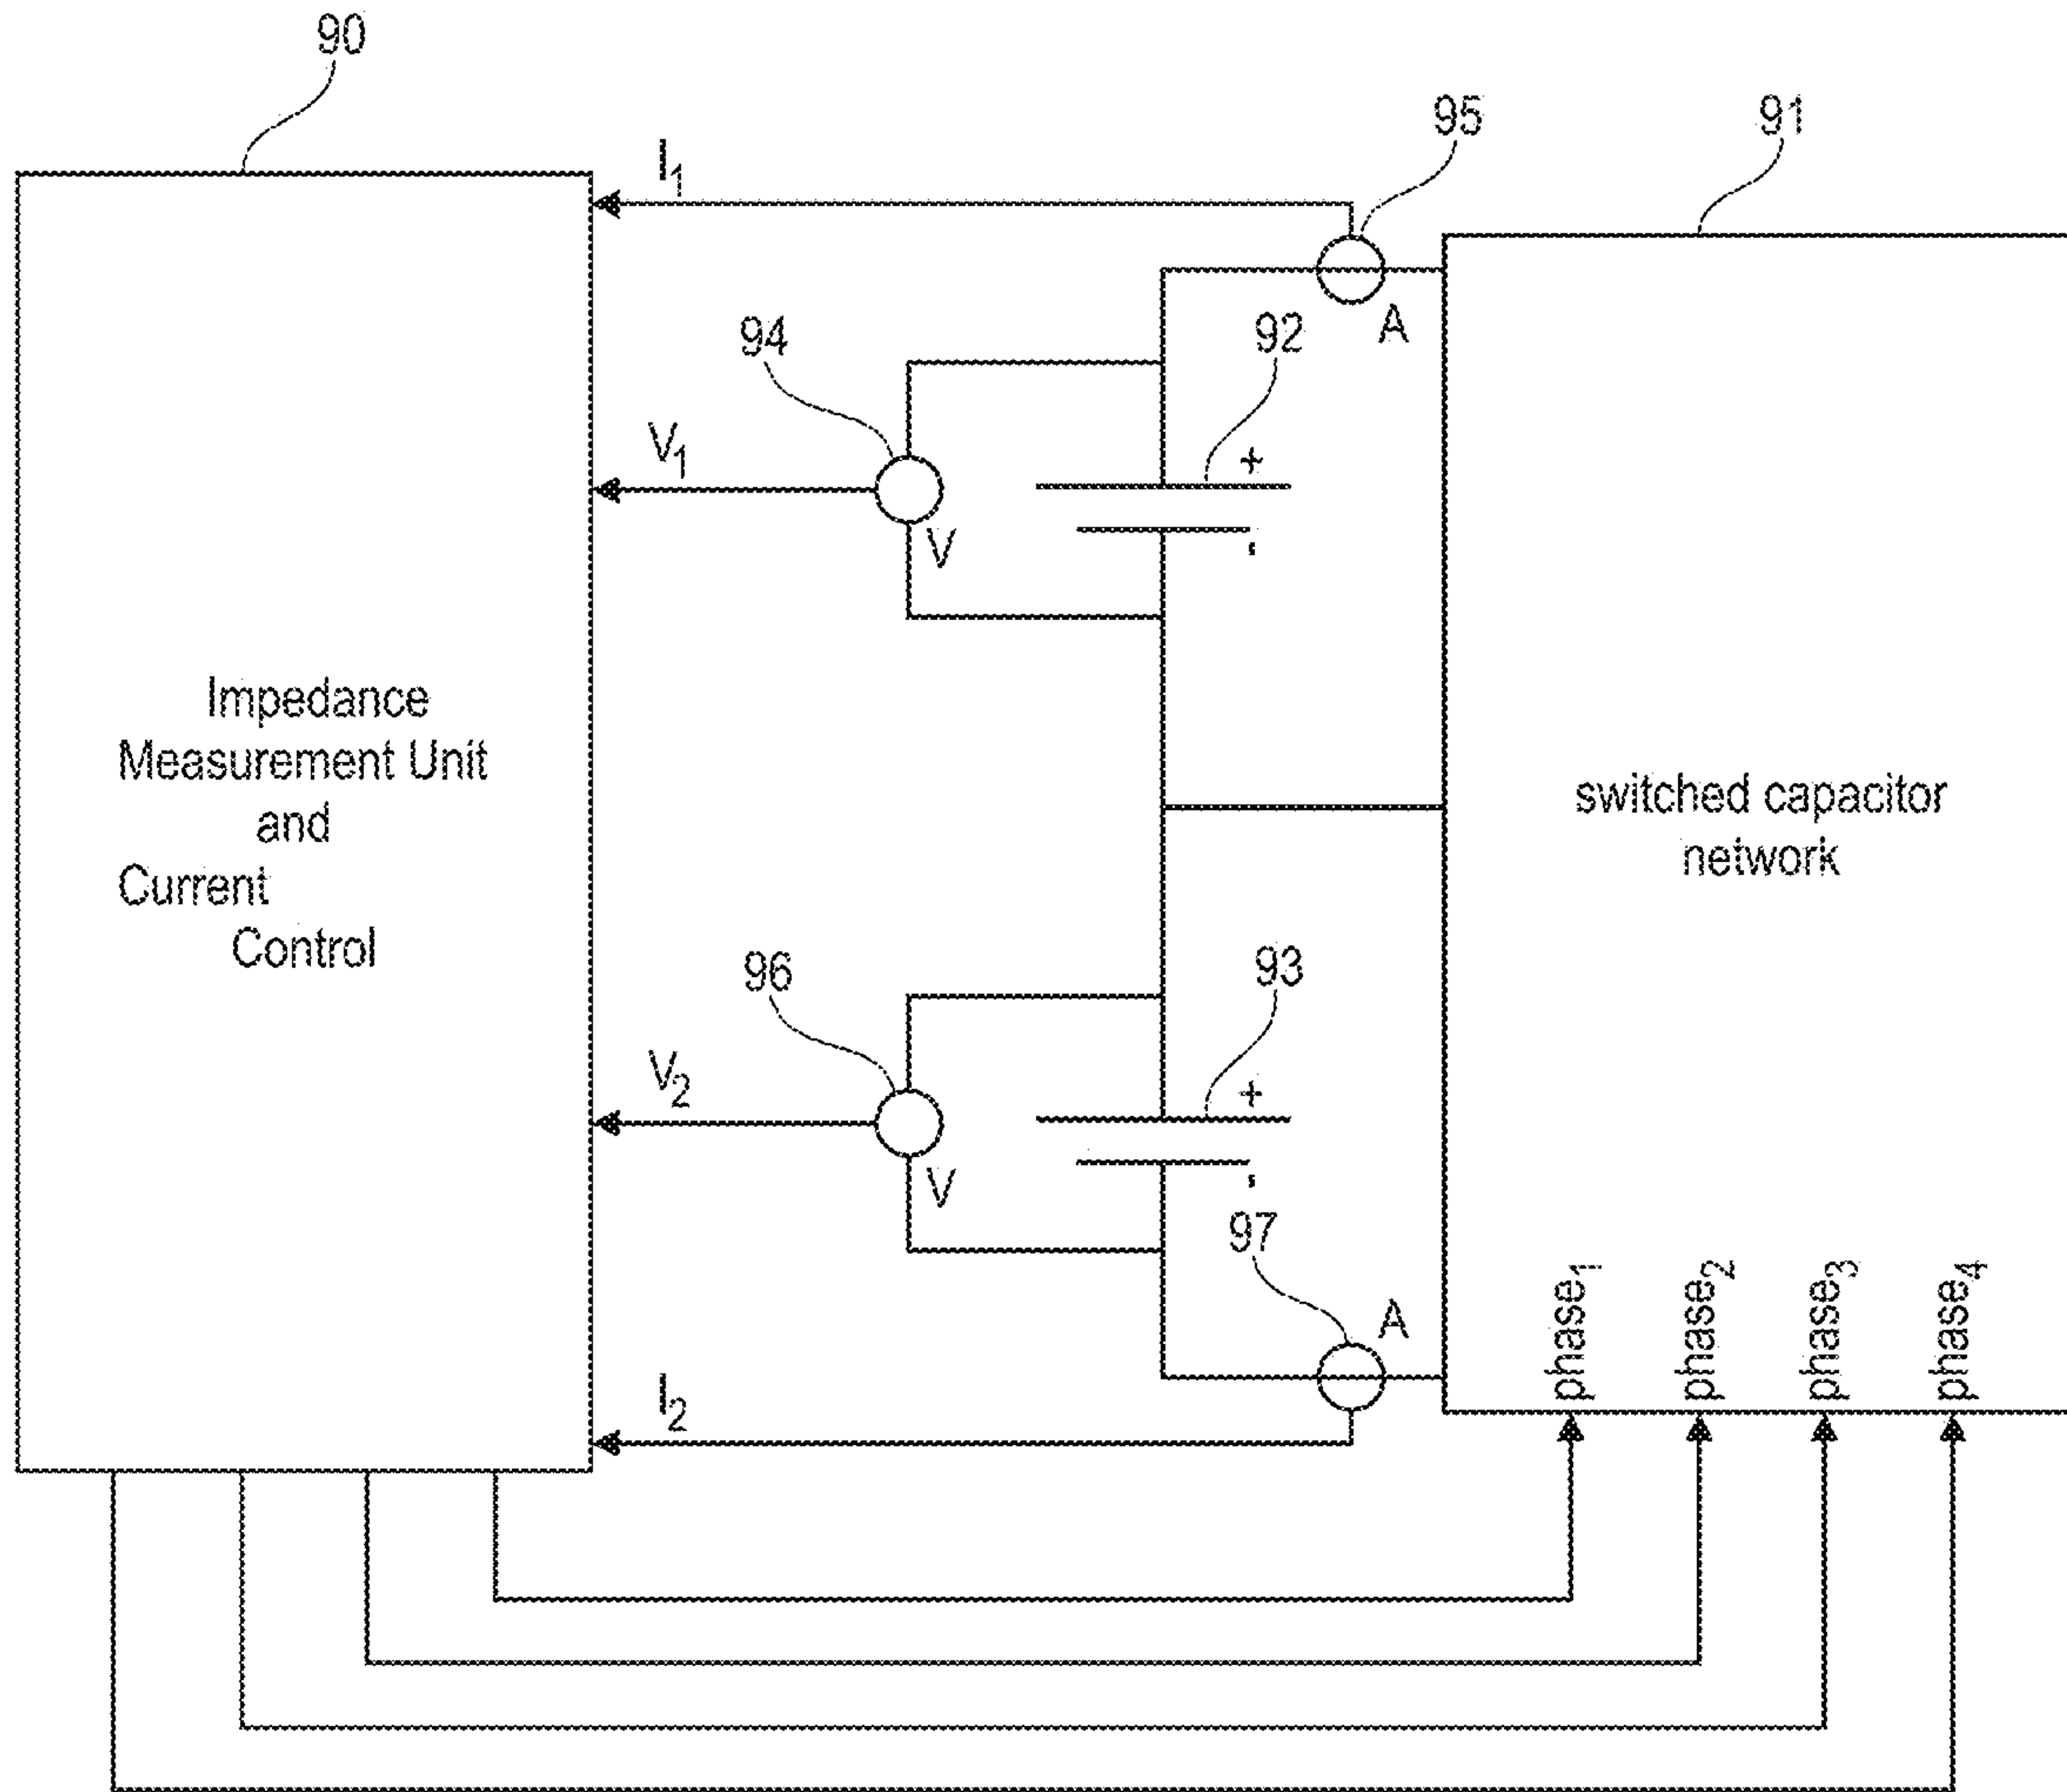 90
95
91
I1
A
94
92
V1
+
-
V
Impedance
Measurement Unit
and
Current
Control
switched capacitor
network
96
93
V2
+
-
V
97
A
I2
phase1
phase2
phase3
phase4